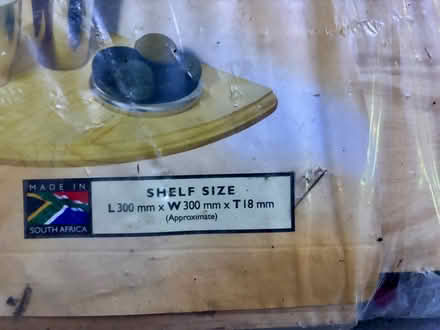 MADE IN
SOUTH AFRICA
SHELF SIZE
L 300 mm x W 300 mm x T 18 mm
(Approximate)